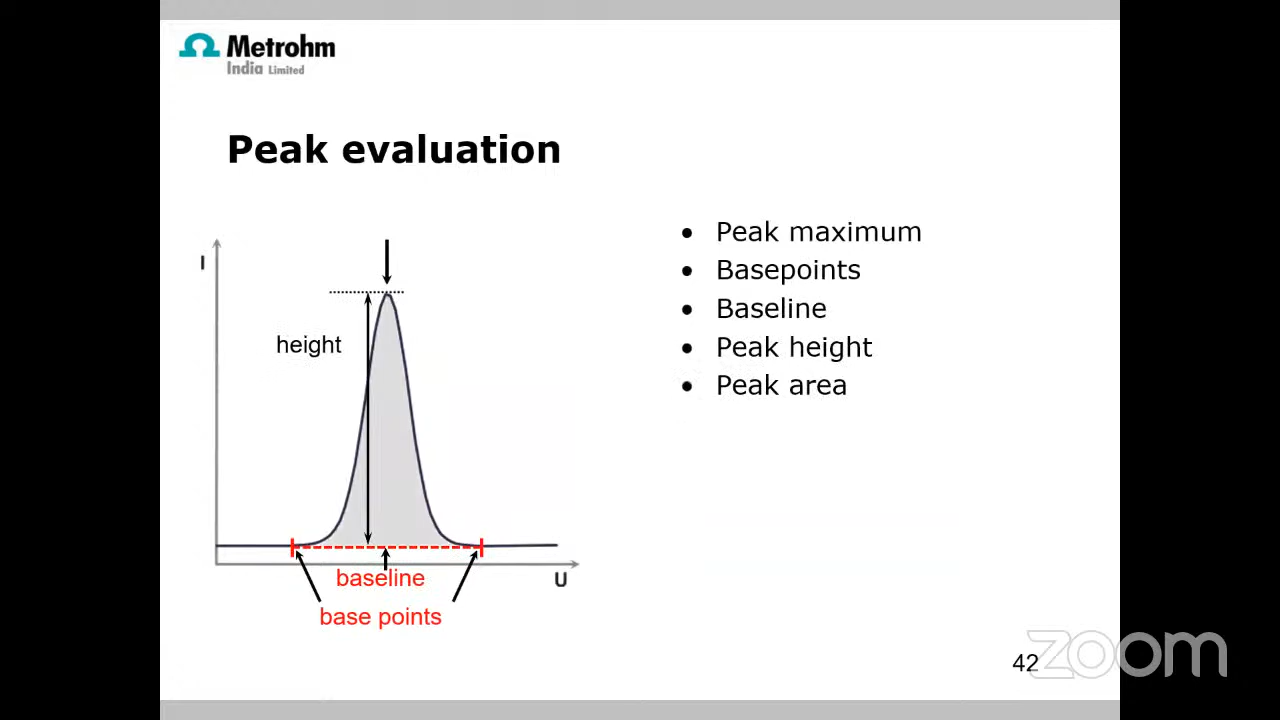 Metrohm
India Limited
Peak evaluation
I
height
baseline
base points
U
• Peak maximum
• Basepoints
• Baseline
• Peak height
• Peak area
42
zoom